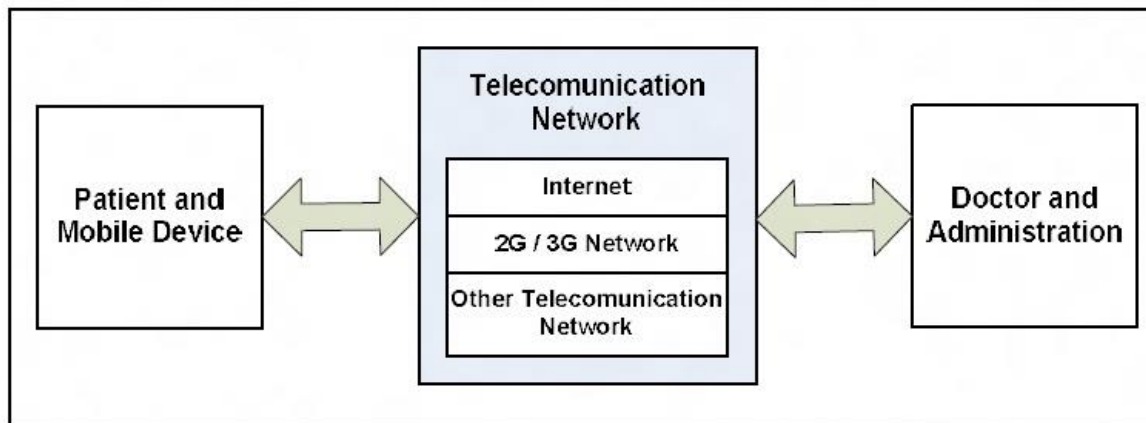 Patient and
Mobile Device
Telecomunication
Network
Internet
2G / 3G Network
Other Telecomunication
Network
Doctor and
Administration